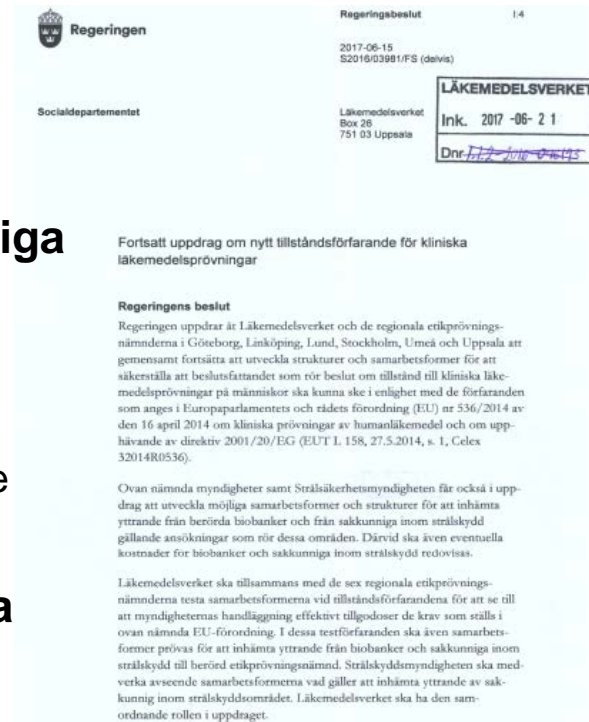 Regeringen
Regeringsbeslut I:4
2017-06-15
S2016/03981/FS (delvis)
Socialdepartementet
Läkemedelsverket
Box 26
751 03 Uppsala
LÄKEMEDELSVERKET
Ink. 2017 -06- 2 1
Dnr
iga
e
a
Fortsatt uppdrag om nytt tillståndsförfarande för kliniska
läkemedelsprövningar
Regeringens beslut
Regeringen uppdrar åt Läkemedelsverket och de regionala etikprövnings-
nämnderna i Göteborg, Linköping, Lund, Stockholm, Umeå och Uppsala att
gemensamt fortsätta att utveckla strukturer och samarbetsformer för att
säkerställa att beslutsfattandet som rör beslut om tillstånd till kliniska läke-
medelsprövningar på människor ska kunna ske i enlighet med de förfaranden
som anges i Europaparlamentets och rådets förordning (EU) nr 536/2014 av
den 16 april 2014 om kliniska prövningar av humanläkemedel och om upp-
hävande av direktiv 2001/20/EG (EUT L 158, 27.5.2014, s. 1, Celex
32014R0536).
Ovan nämnda myndigheter samt Strålsäkerhetsmyndigheten får också i upp-
drag att utveckla möjliga samarbetsformer och strukturer för att inhämta
yttrande från berörda biobanker och från sakkunniga inom strålskydd
gällande ansökningar som rör dessa områden. Därvid ska även eventuella
kostnader för biobanker och sakkunniga inom strålskydd redovisas.
Läkemedelsverket ska tillsammans med de sex regionala etikprövnings-
nämnderna testa samarbetsformerna vid tillståndsförfarandena för att se till
att myndigheternas handläggning effektivt tillgodoser de krav som ställs i
ovan nämnda EU-förordning. I dessa testförfaranden ska även samarbets-
former prövas för att inhämta yttrande från biobanker och sakkunniga inom
strålskydd till berörd etikprövningsnämnd. Strålskyddsmyndigheten ska med-
verka avseende samarbetsformerna vad gäller att inhämta yttrande av sak-
kunnig inom strålskyddsområdet. Läkemedelsverket ska ha den sam-
ordnande rollen i uppdraget.